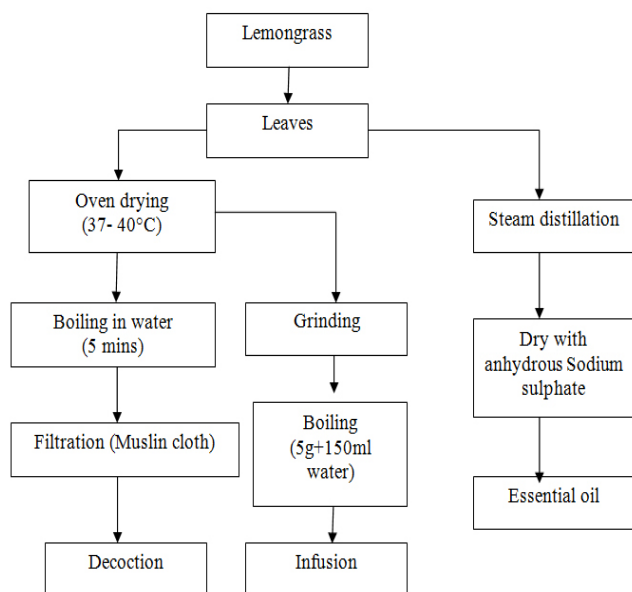 Lemongrass
Leaves
Oven drying
(37- 40°C)
Steam distillation
Boiling in water
(5 mins)
Grinding
Dry with
anhydrous Sodium
sulphate
Filtration (Muslin cloth)
Boiling
(5g+150ml
water)
Essential oil
Decoction
Infusion